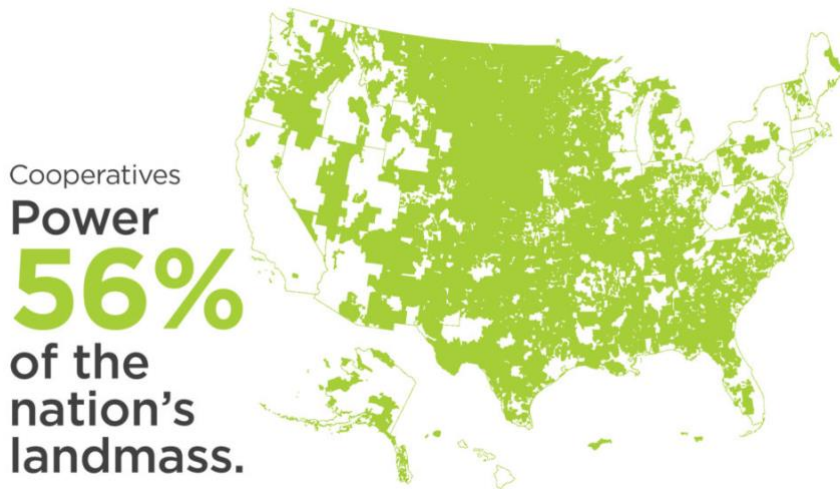 Cooperatives
Power
56%
of the
nation’s
landmass.